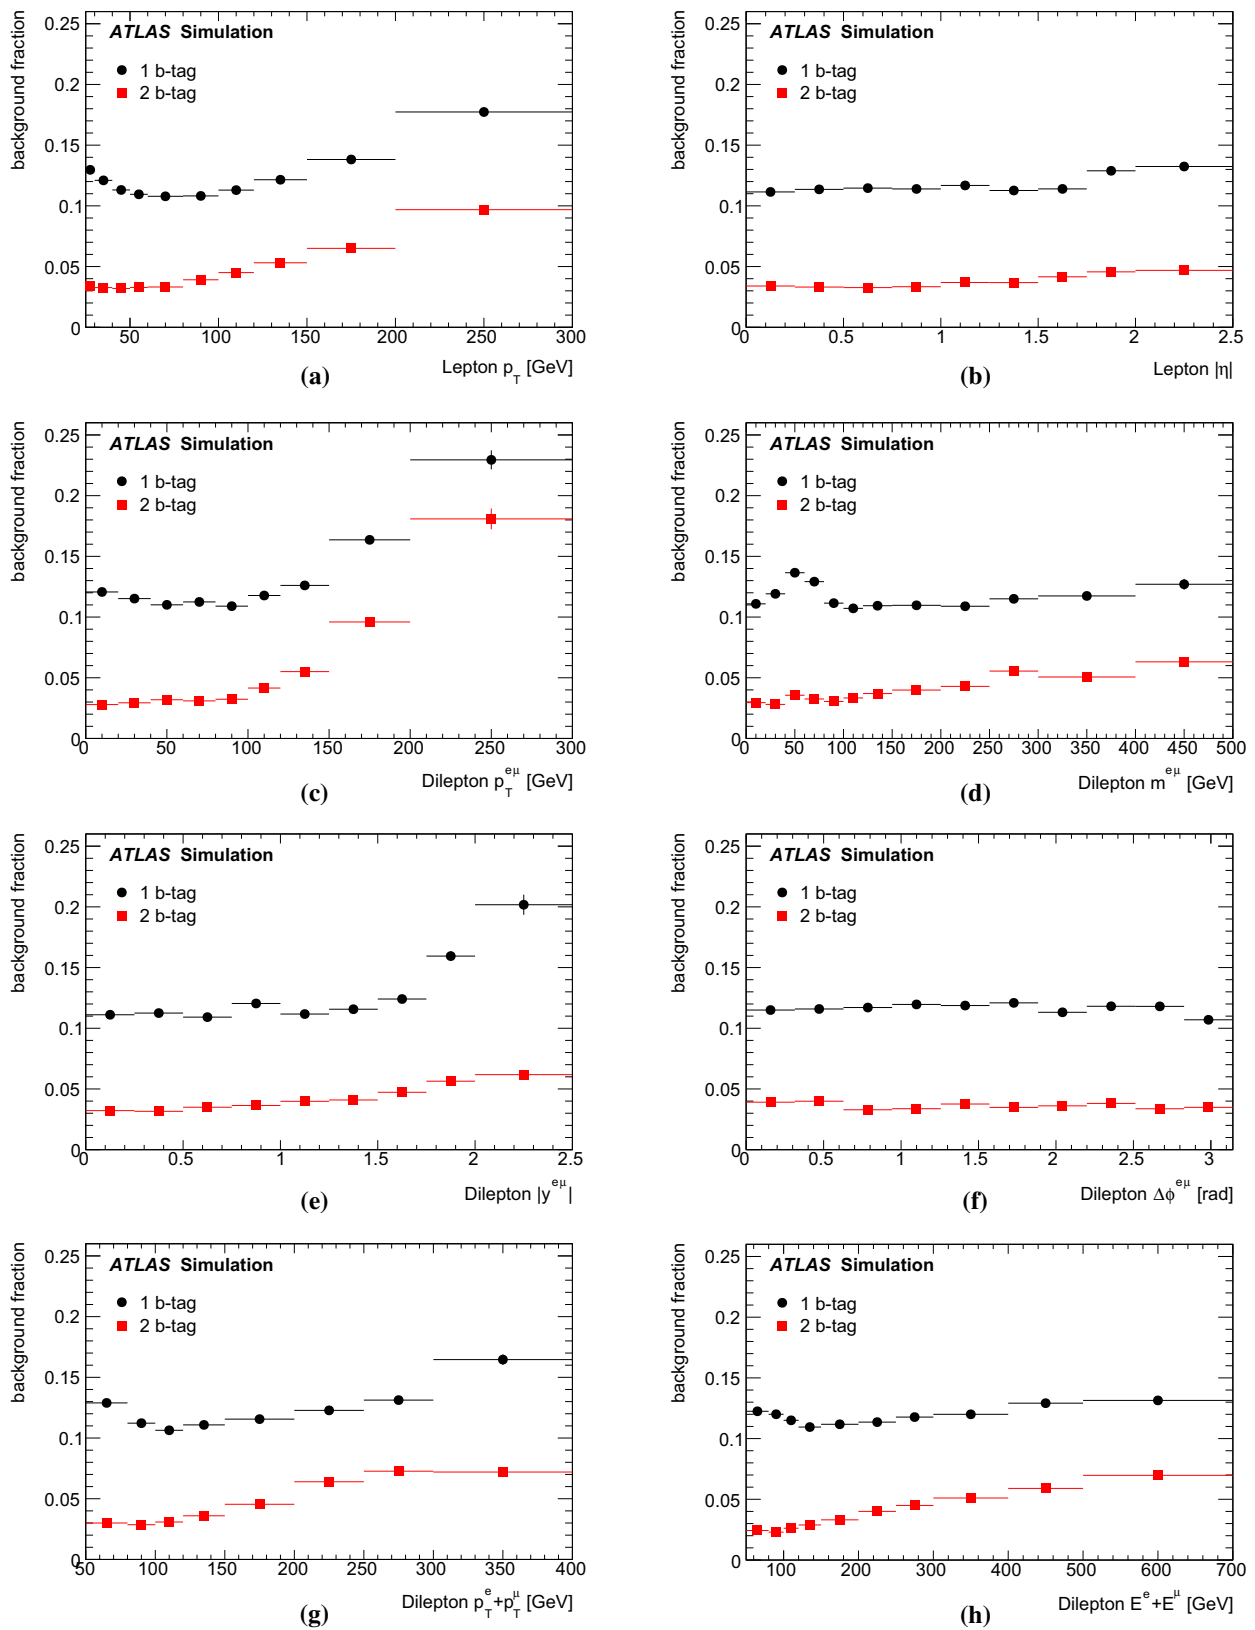 background fraction
0.25
0.2
0.15
0.1
0.05
0
ATLAS Simulation
1 b-tag
2 b-tag
50 100 150 200 250 300
Lepton p_T [GeV]
(a)
background fraction
0.25
0.2
0.15
0.1
0.05
0
ATLAS Simulation
1 b-tag
2 b-tag
0 0.5 1 1.5 2 2.5
Lepton |η|
(b)
background fraction
0.25
0.2
0.15
0.1
0.05
0
ATLAS Simulation
1 b-tag
2 b-tag
0 50 100 150 200 250 300
Dilepton p_T^{eμ} [GeV]
(c)
background fraction
0.25
0.2
0.15
0.1
0.05
0
ATLAS Simulation
1 b-tag
2 b-tag
0 50 100 150 200 250 300 350 400 450 500
Dilepton m^{eμ} [GeV]
(d)
background fraction
0.25
0.2
0.15
0.1
0.05
0
ATLAS Simulation
1 b-tag
2 b-tag
0 0.5 1 1.5 2 2.5
Dilepton |y^{eμ}|
(e)
background fraction
0.25
0.2
0.15
0.1
0.05
0
ATLAS Simulation
1 b-tag
2 b-tag
0 0.5 1 1.5 2 2.5 3
Dilepton Δϕ^{eμ} [rad]
(f)
background fraction
0.25
0.2
0.15
0.1
0.05
0
ATLAS Simulation
1 b-tag
2 b-tag
50 100 150 200 250 300 350 400
Dilepton p_T^e+p_T^μ [GeV]
(g)
background fraction
0.25
0.2
0.15
0.1
0.05
0
ATLAS Simulation
1 b-tag
2 b-tag
100 200 300 400 500 600 700
Dilepton E^e+E^μ [GeV]
(h)